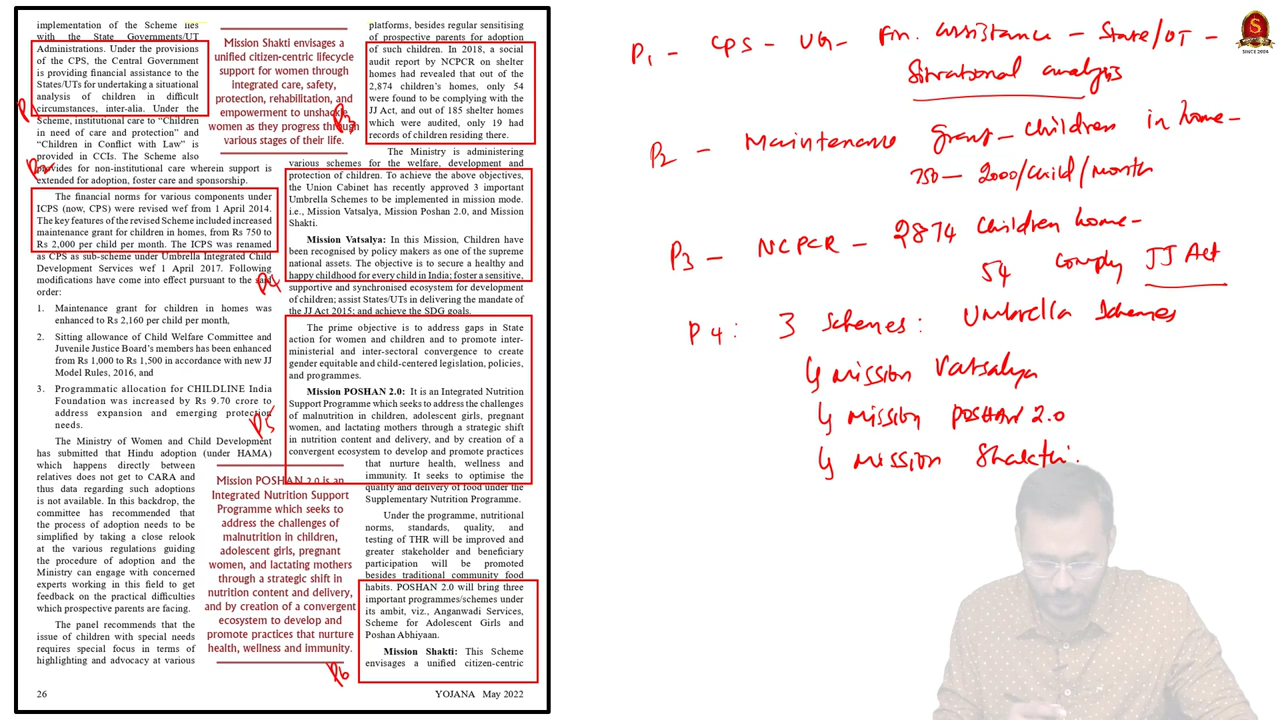 implementation of the Scheme lies
with the State Governments/UT
Administrations. Under the provisions
of the CPS, the Central Government
is providing financial assistance to the
States/UTs for undertaking a situational
analysis of children in difficult
circumstances, inter-alia. Under the
Scheme, institutional care to “Children
in need of care and protection” and
“Children in Conflict with Law” is
provided in CCIs. The Scheme also
provides for non-institutional care wherein support is
extended for adoption, foster care and sponsorship.
The financial norms for various components under
ICPS (now, CPS) were revised wef from 1 April 2014.
The key features of the revised Scheme included increased
maintenance grant for children in homes, from Rs 750 to
Rs 2,000 per child per month. The ICPS was renamed
as CPS as sub-scheme under Umbrella Integrated Child
Development Services wef 1 April 2017. Following
modifications have come into effect pursuant to the said
order:
1. Maintenance grant for children in homes was
enhanced to Rs 2,160 per child per month,
2. Sitting allowance of Child Welfare Committee and
Juvenile Justice Board’s members has been enhanced
from Rs 1,000 to Rs 1,500 in accordance with new JJ
Model Rules, 2016, and
3. Programmatic allocation for CHILDLINE India
Foundation was increased by Rs 9.70 crore to
address expansion and emerging protection
needs.
The Ministry of Women and Child Development
has submitted that Hindu adoption (under HAMA)
which happens directly between
relatives does not get to CARA and
thus data regarding such adoptions
is not available. In this backdrop, the
committee has recommended that
the process of adoption needs to be
simplified by taking a close relook
at the various regulations guiding
the procedure of adoption and the
Ministry can engage with concerned
experts working in this field to get
feedback on the practical difficulties
which prospective parents are facing.
The panel recommends that the
issue of children with special needs
requires special focus in terms of
highlighting and advocacy at various
Mission Shakti envisages a
unified citizen-centric lifecycle
support for women through
integrated care, safety,
protection, rehabilitation, and
empowerment to unshackle
women as they progress through
various stages of their life.
platforms, besides regular sensitising
of prospective parents for adoption
of such children. In 2018, a social
audit report by NCPCR on shelter
homes had revealed that out of the
2,874 children’s homes, only 54
were found to be complying with the
JJ Act, and out of 185 shelter homes
which were audited, only 19 had
records of children residing there.
The Ministry is administering
various schemes for the welfare, development and
protection of children. To achieve the above objectives,
the Union Cabinet has recently approved 3 important
Umbrella Schemes to be implemented in mission mode.
i.e., Mission Vatsalya, Mission Poshan 2.0, and Mission
Shakti.
Mission Vatsalya: In this Mission, Children have
been recognised by policy makers as one of the supreme
national assets. The objective is to secure a healthy and
happy childhood for every child in India; foster a sensitive,
supportive and synchronised ecosystem for development
of children; assist States/UTs in delivering the mandate of
the JJ Act 2015; and achieve the SDG goals.
The prime objective is to address gaps in State
action for women and children and to promote inter-
ministerial and inter-sectoral convergence to create
gender equitable and child-centered legislation, policies,
and programmes.
Mission POSHAN 2.0: It is an Integrated Nutrition
Support Programme which seeks to address the challenges
of malnutrition in children, adolescent girls, pregnant
women, and lactating mothers through a strategic shift
in nutrition content and delivery, and by creation of a
convergent ecosystem to develop and promote practices
that nurture health, wellness and
immunity. It seeks to optimise the
quality and delivery of food under the
Supplementary Nutrition Programme.
Under the programme, nutritional
norms, standards, quality, and
testing of THR will be improved and
greater stakeholder and beneficiary
participation will be promoted
besides traditional community food
habits. POSHAN 2.0 will bring three
important programmes/schemes under
its ambit, viz., Anganwadi Services,
Scheme for Adolescent Girls and
Poshan Abhiyaan.
Mission Shakti: This Scheme
envisages a unified citizen-centric
Mission POSHAN 2.0 is an
Integrated Nutrition Support
Programme which seeks to
address the challenges of
malnutrition in children,
adolescent girls, pregnant
women, and lactating mothers
through a strategic shift in
nutrition content and delivery,
and by creation of a convergent
ecosystem to develop and
promote practices that nurture
health, wellness and immunity.
26
YOJANA May 2022
P1
P2
P3
P4
P5
P6
P1 - CPS - UG - Fin. assistance - State/UT -
Situational analysis
P2 - Maintenance Grant - Children in home -
750 - 2000/child/month
P3 - NCPCR - 2874 Children home -
54 comply JJ Act
P4: 3 Schemes: Umbrella Schemes
↳ Mission Vatsalya
↳ Mission POSHAN 2.0
↳ Mission Shakthi.
S
SINCE 2004